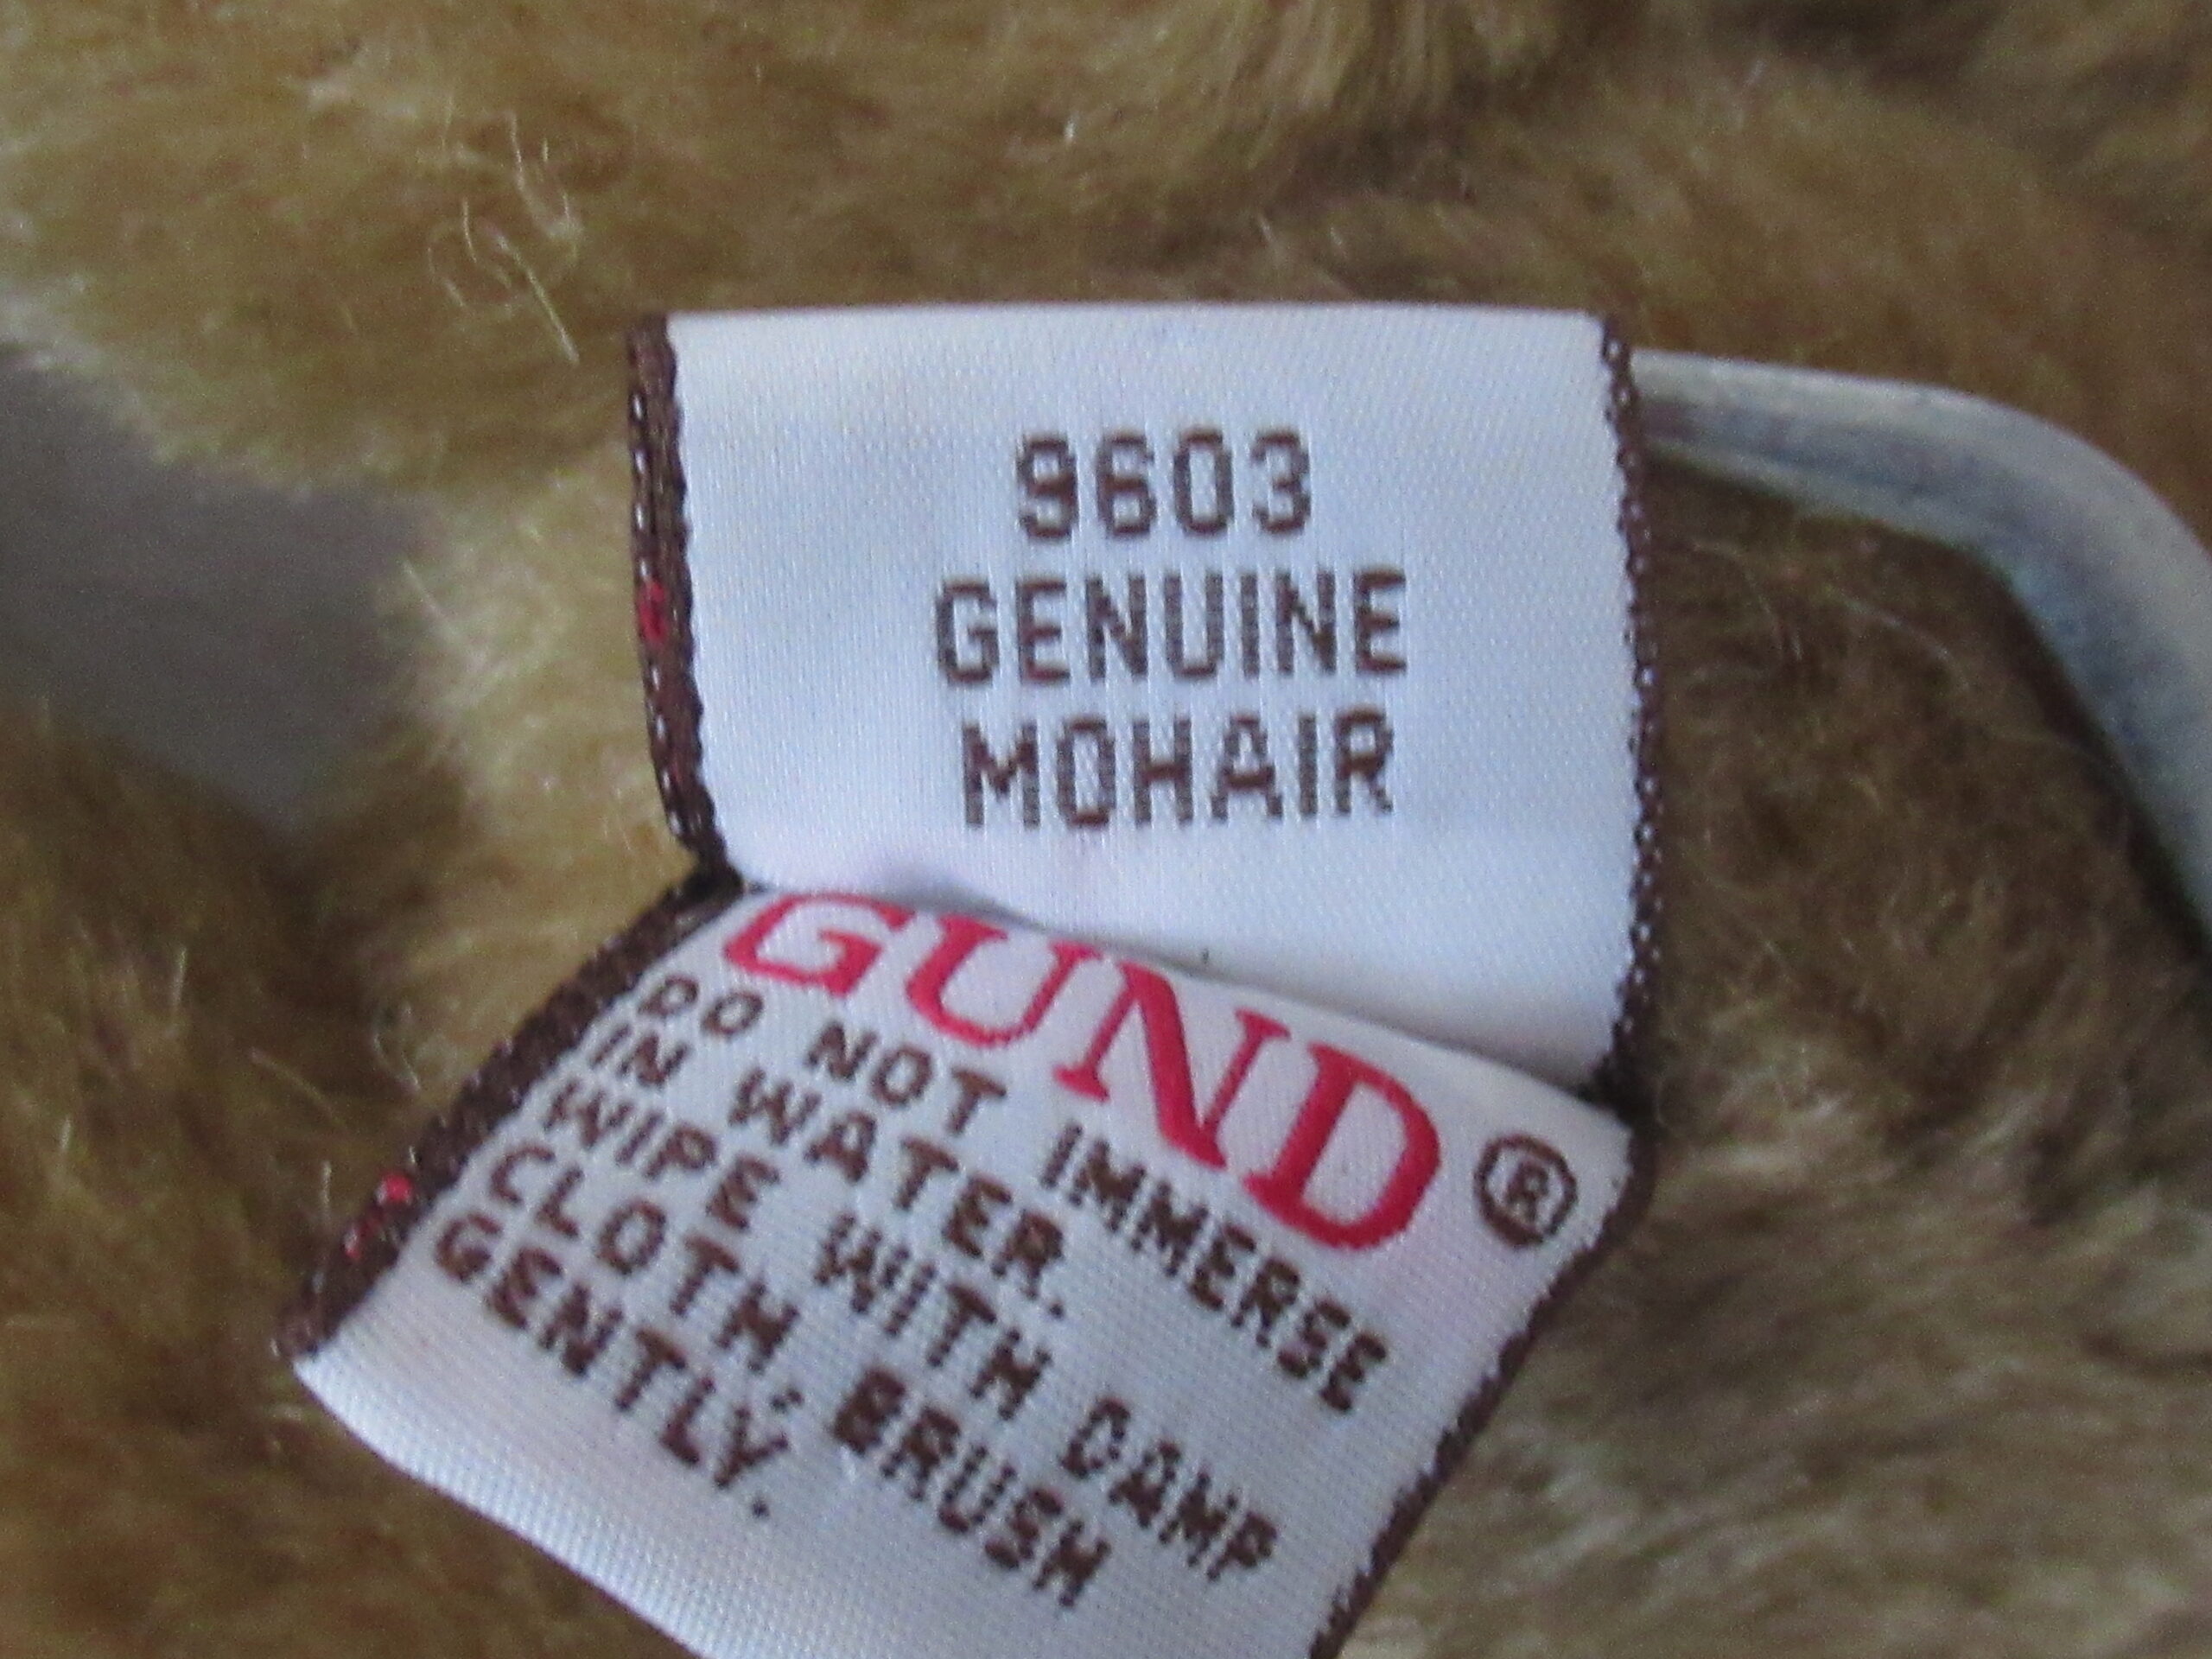 9603
GENUINE
MOHAIR
GUND ®
DO NOT IMMERSE
IN WATER.
WIPE WITH DAMP
CLOTH, BRUSH
GENTLY.